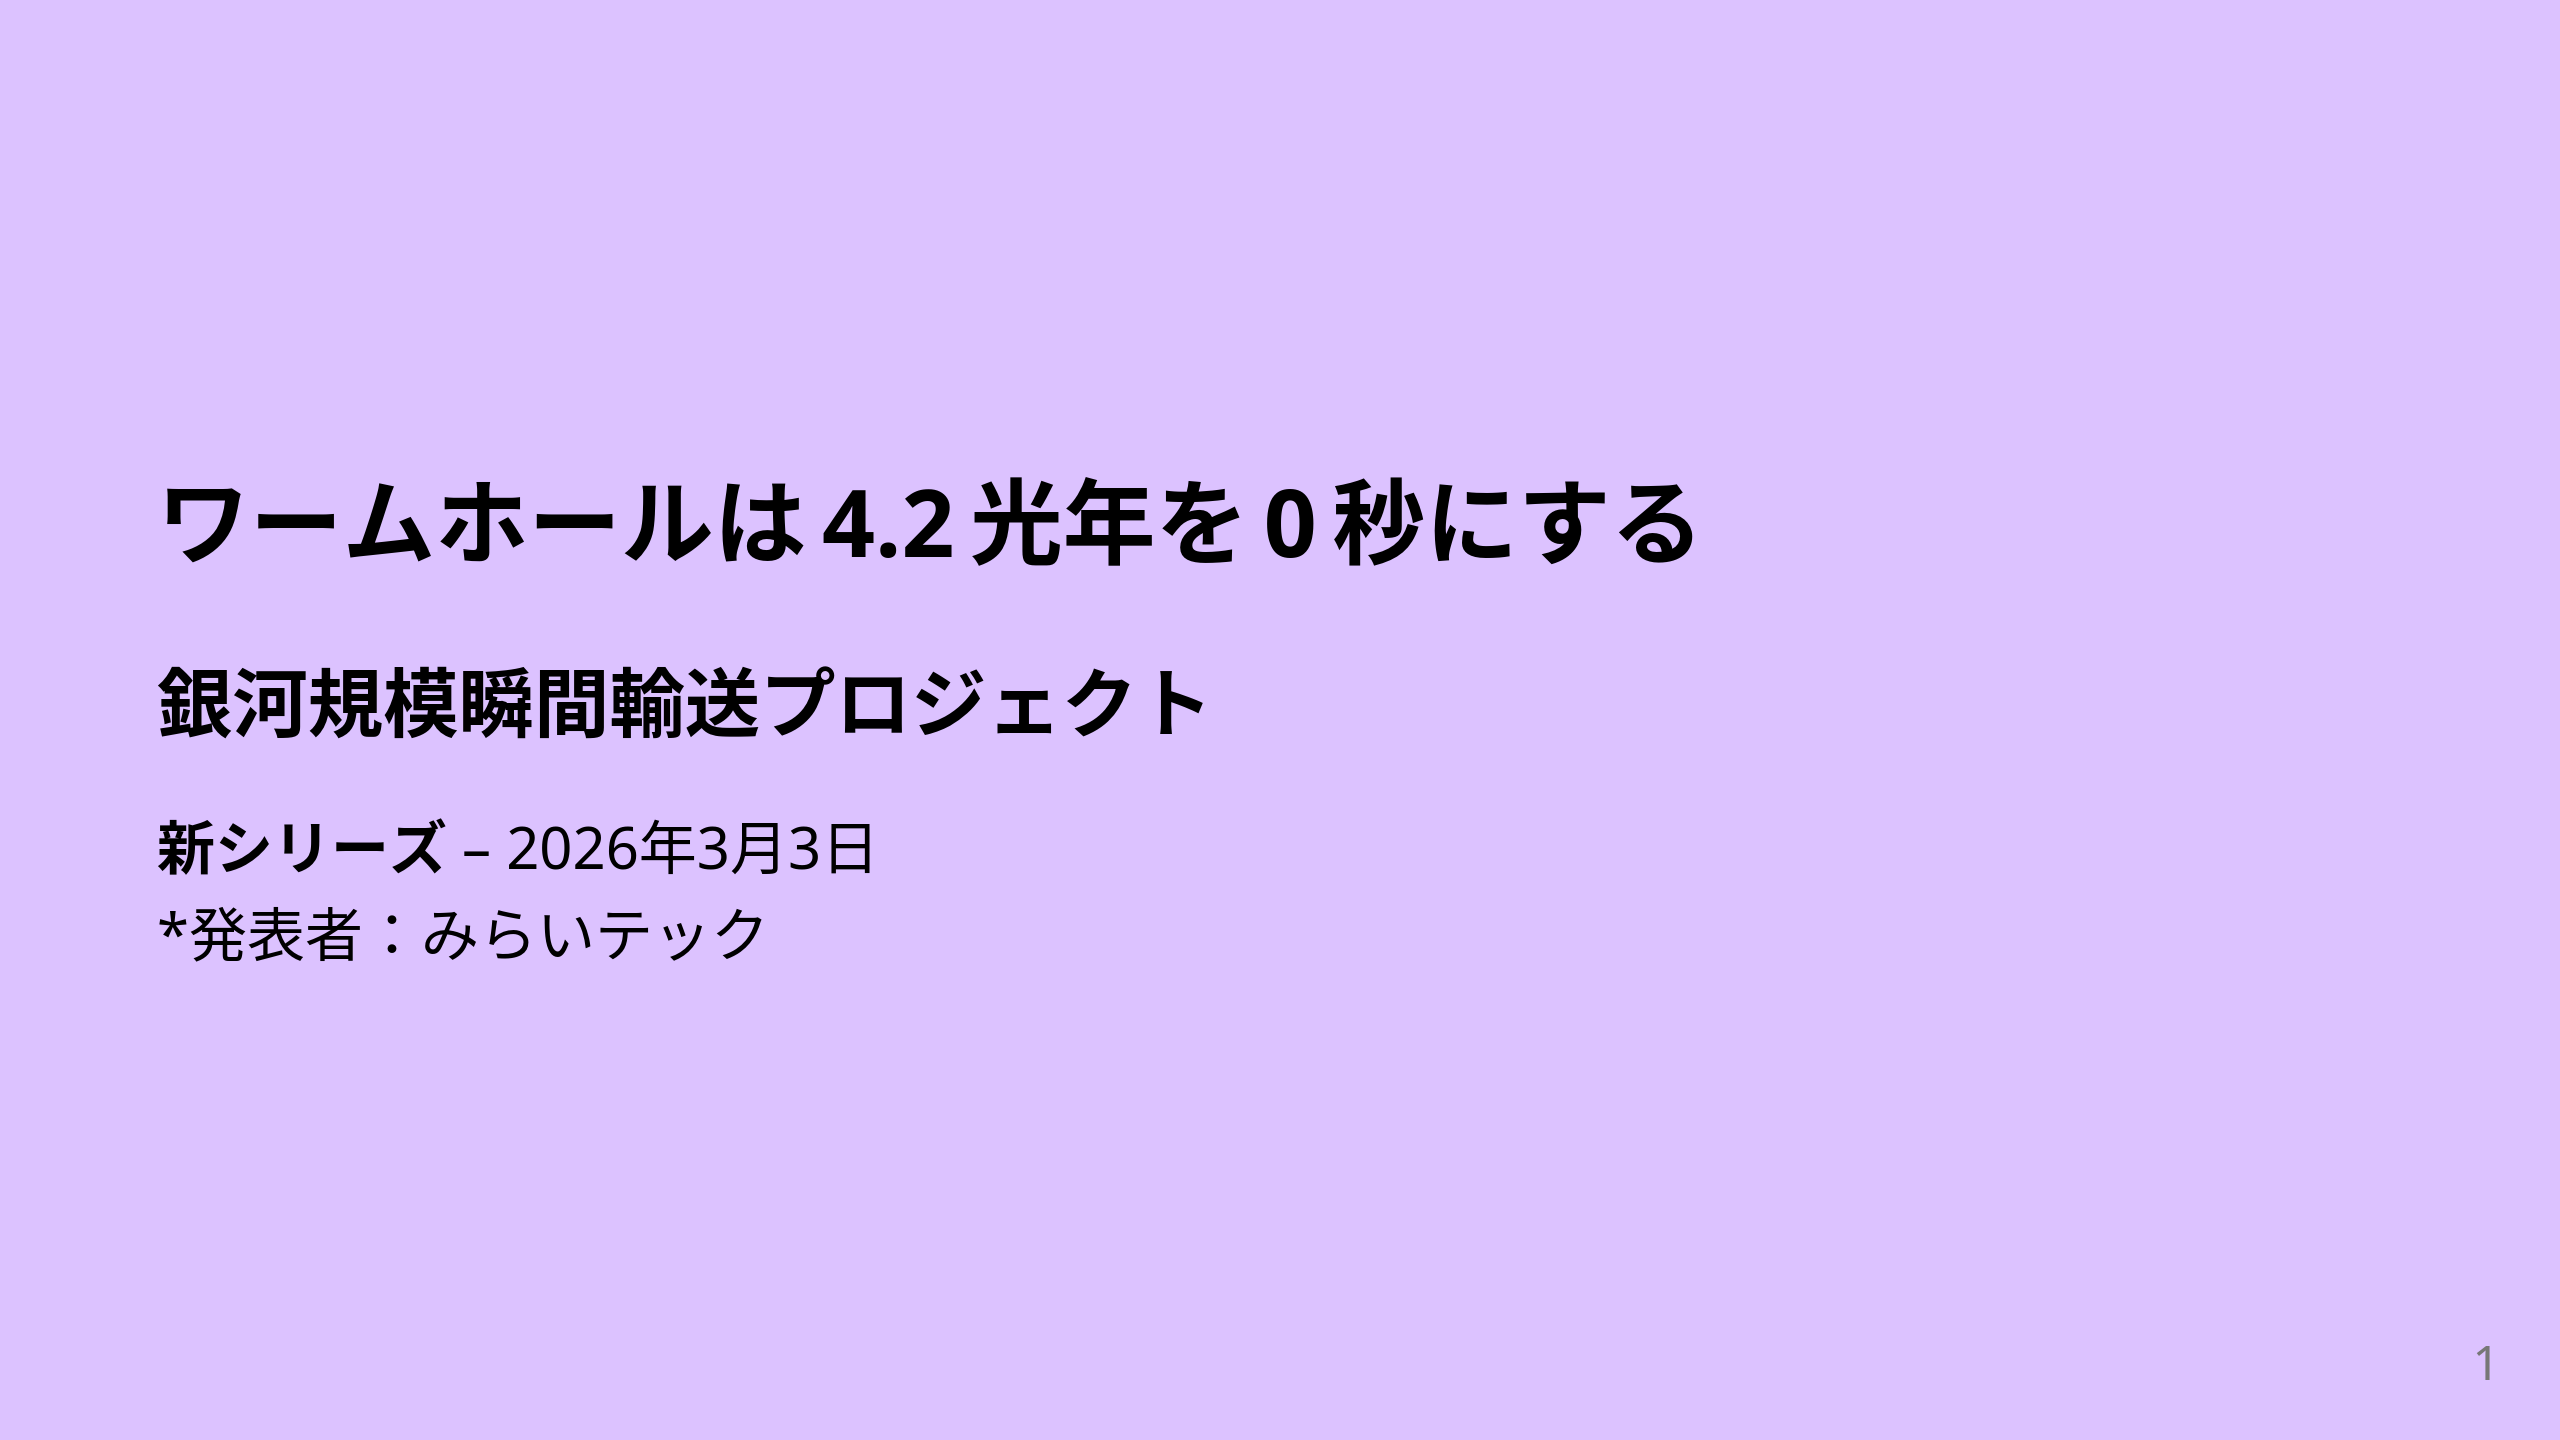 ワームホールは 4.2 光年を 0 秒にする
銀河規模瞬間輸送プロジェクト
新シリーズ – 2026年3月3日
*発表者：みらいテック
1